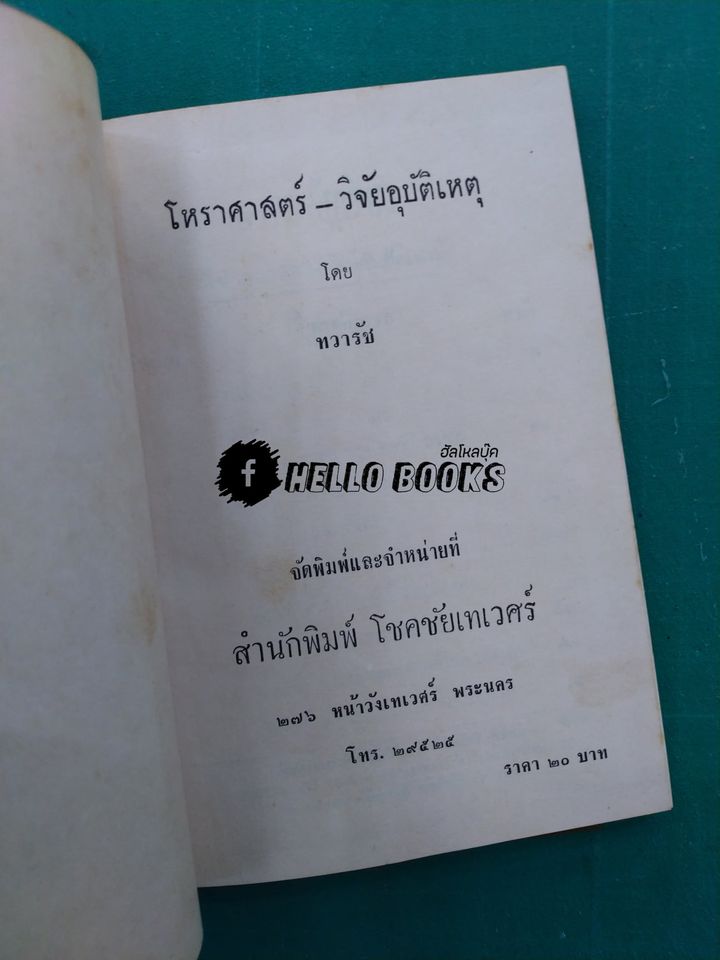 โหราศาสตร์ – วิจัยอุบัติเหตุ
โดย
ทวารัช
ฮัลโหลบุ๊ค
f HELLO BOOKS
จัดพิมพ์และจำหน่ายที่
สำนักพิมพ์ โชคชัยเทเวศร์
๒๗๖ หน้าวังเทเวศร์ พระนคร
โทร. ๒๙๕๒๕
ราคา ๒๐ บาท